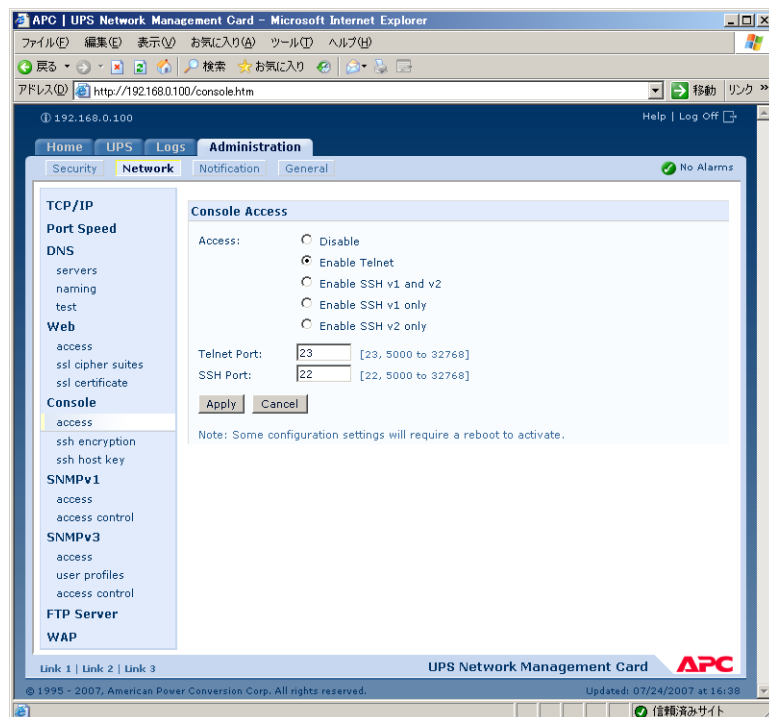 APC | UPS Network Management Card - Microsoft Internet Explorer
ファイル(F) 編集(E) 表示(V) お気に入り(A) ツール(T) ヘルプ(H)
戻る 検索 お気に入り
アドレス(D) http://192.168.0.100/console.htm 移動 リンク »
192.168.0.100 Help | Log Off
Home UPS Logs Administration
Security Network Notification General No Alarms
TCP/IP
Port Speed
DNS
servers
naming
test
Web
access
ssl cipher suites
ssl certificate
Console
access
ssh encryption
ssh host key
SNMPv1
access
access control
SNMPv3
access
user profiles
access control
FTP Server
WAP
Console Access
Access: Disable
Enable Telnet
Enable SSH v1 and v2
Enable SSH v1 only
Enable SSH v2 only
Telnet Port: 23 [23, 5000 to 32768]
SSH Port: 22 [22, 5000 to 32768]
Apply Cancel
Note: Some configuration settings will require a reboot to activate.
Link 1 | Link 2 | Link 3 UPS Network Management Card APC
© 1995 - 2007, American Power Conversion Corp. All rights reserved. Updated: 07/24/2007 at 16:38
信頼済みサイト